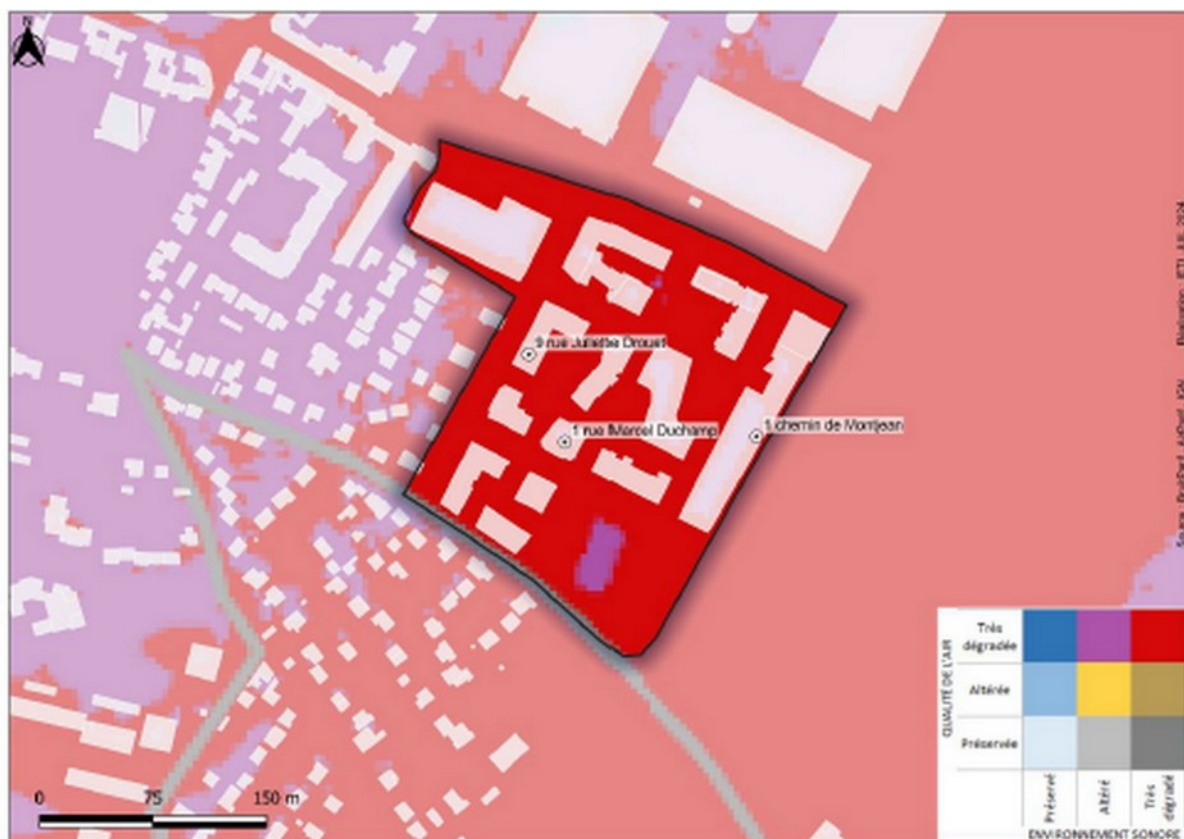 N
9 rue Juliette Drouet
1 rue Marcel Duchamp
1 chemin de Montjean
0 75 150 m
QUALITÉ DE L'AIR
Très
dégradée
Altérée
Préservée
Préservé
Altéré
Très
dégradé
ENVIRONNEMENT SONORE